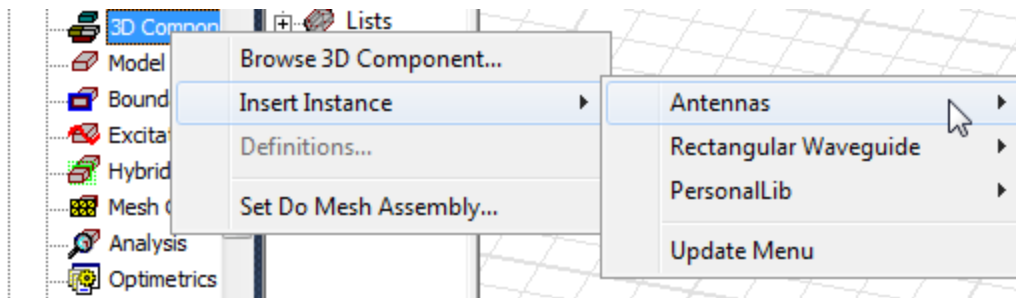 3D Compon
Lists
Model
Bound
Excita
Hybrid
Mesh
Analysis
Optimetrics
Browse 3D Component...
Insert Instance
Definitions...
Set Do Mesh Assembly...
Antennas
Rectangular Waveguide
PersonalLib
Update Menu